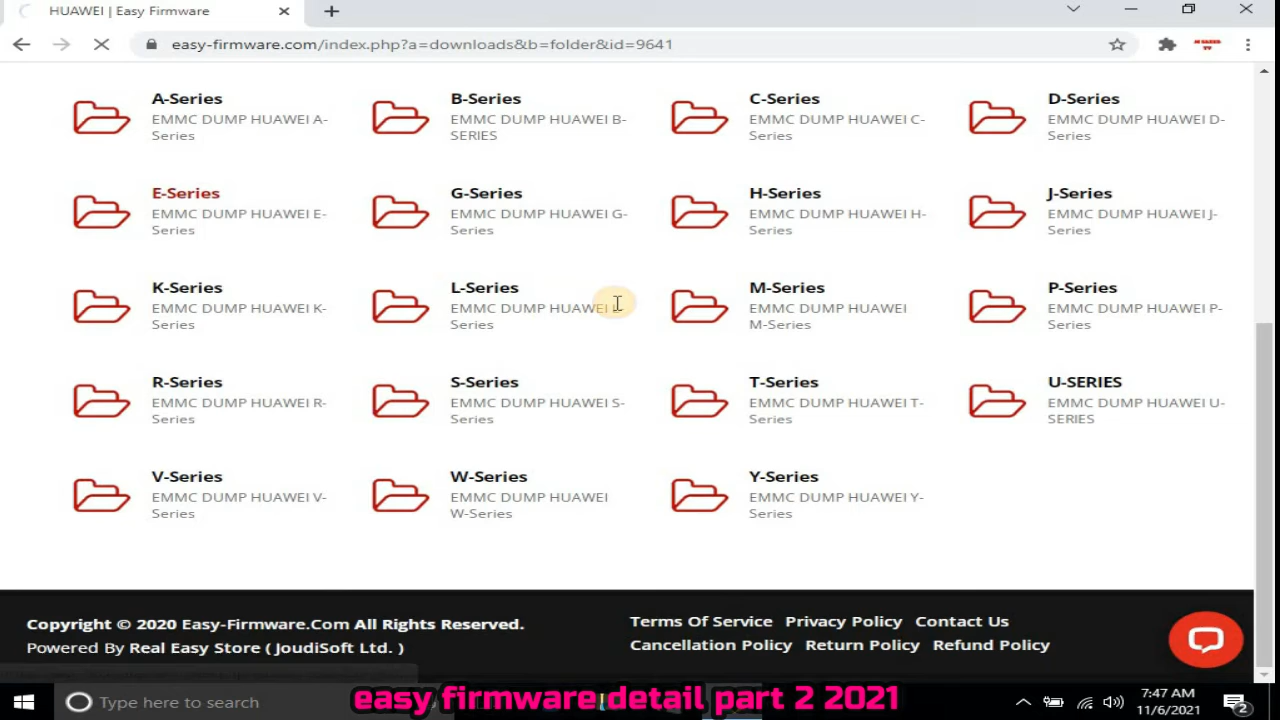 HUAWEI | Easy Firmware
easy-firmware.com/index.php?a=downloads&b=folder&id=9641
A-Series
EMMC DUMP HUAWEI A-
Series
B-Series
EMMC DUMP HUAWEI B-
SERIES
C-Series
EMMC DUMP HUAWEI C-
Series
D-Series
EMMC DUMP HUAWEI D-
Series
E-Series
EMMC DUMP HUAWEI E-
Series
G-Series
EMMC DUMP HUAWEI G-
Series
H-Series
EMMC DUMP HUAWEI H-
Series
J-Series
EMMC DUMP HUAWEI J-
Series
K-Series
EMMC DUMP HUAWEI K-
Series
L-Series
EMMC DUMP HUAWEI
Series
M-Series
EMMC DUMP HUAWEI
M-Series
P-Series
EMMC DUMP HUAWEI P-
Series
R-Series
EMMC DUMP HUAWEI R-
Series
S-Series
EMMC DUMP HUAWEI S-
Series
T-Series
EMMC DUMP HUAWEI T-
Series
U-SERIES
EMMC DUMP HUAWEI U-
SERIES
V-Series
EMMC DUMP HUAWEI V-
Series
W-Series
EMMC DUMP HUAWEI
W-Series
Y-Series
EMMC DUMP HUAWEI Y-
Series
Copyright © 2020 Easy-Firmware.Com All Rights Reserved.
Powered By Real Easy Store ( JoudiSoft Ltd. )
Terms Of Service Privacy Policy Contact Us
Cancellation Policy Return Policy Refund Policy
Type here to search
easy firmware detail part 2 2021
7:47 AM
11/6/2021
2